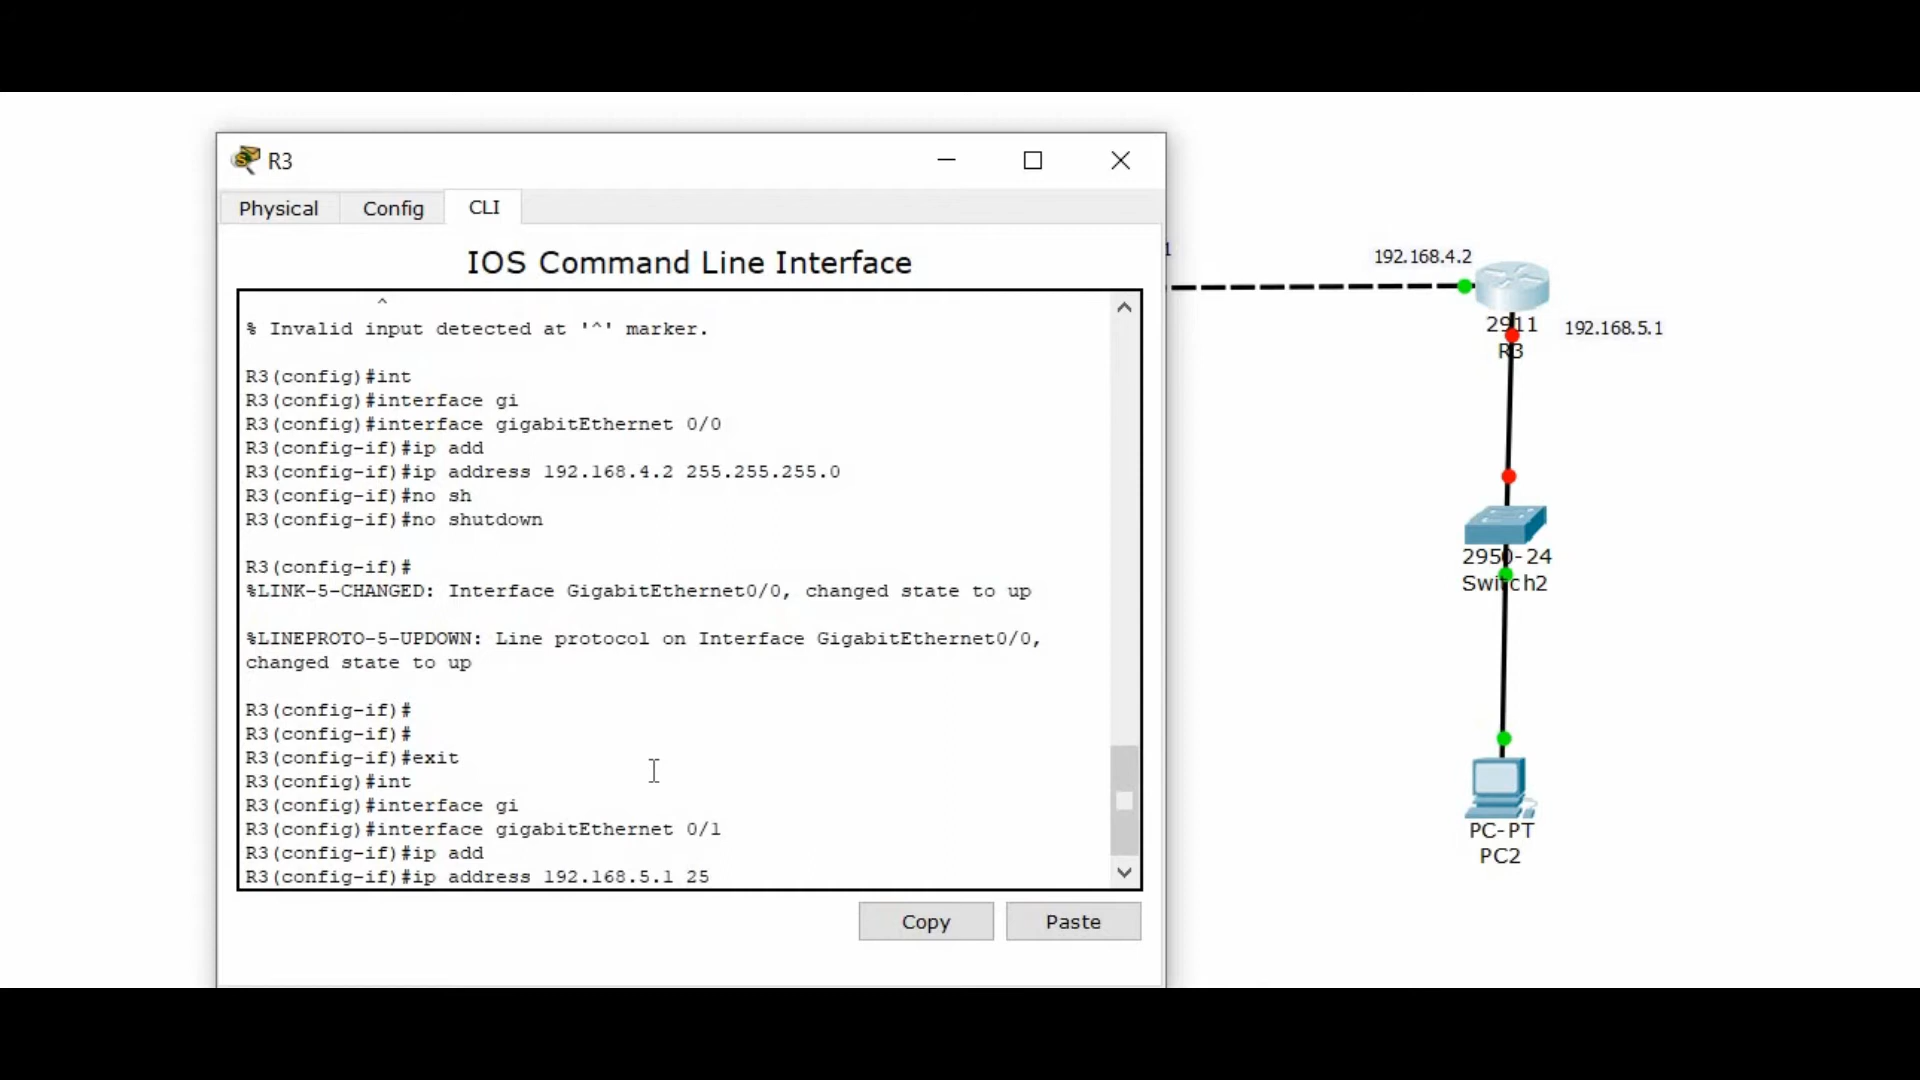 R3
Physical
Config
CLI
IOS Command Line Interface
^
% Invalid input detected at '^' marker.
R3(config)#int
R3(config)#interface gi
R3(config)#interface gigabitEthernet 0/0
R3(config-if)#ip add
R3(config-if)#ip address 192.168.4.2 255.255.255.0
R3(config-if)#no sh
R3(config-if)#no shutdown
R3(config-if)#
%LINK-5-CHANGED: Interface GigabitEthernet0/0, changed state to up
%LINEPROTO-5-UPDOWN: Line protocol on Interface GigabitEthernet0/0,
changed state to up
R3(config-if)#
R3(config-if)#
R3(config-if)#exit
R3(config)#int
R3(config)#interface gi
R3(config)#interface gigabitEthernet 0/1
R3(config-if)#ip add
R3(config-if)#ip address 192.168.5.1 25
Copy
Paste
1
192.168.4.2
2911
R3
192.168.5.1
2950-24
Switch2
PC-PT
PC2